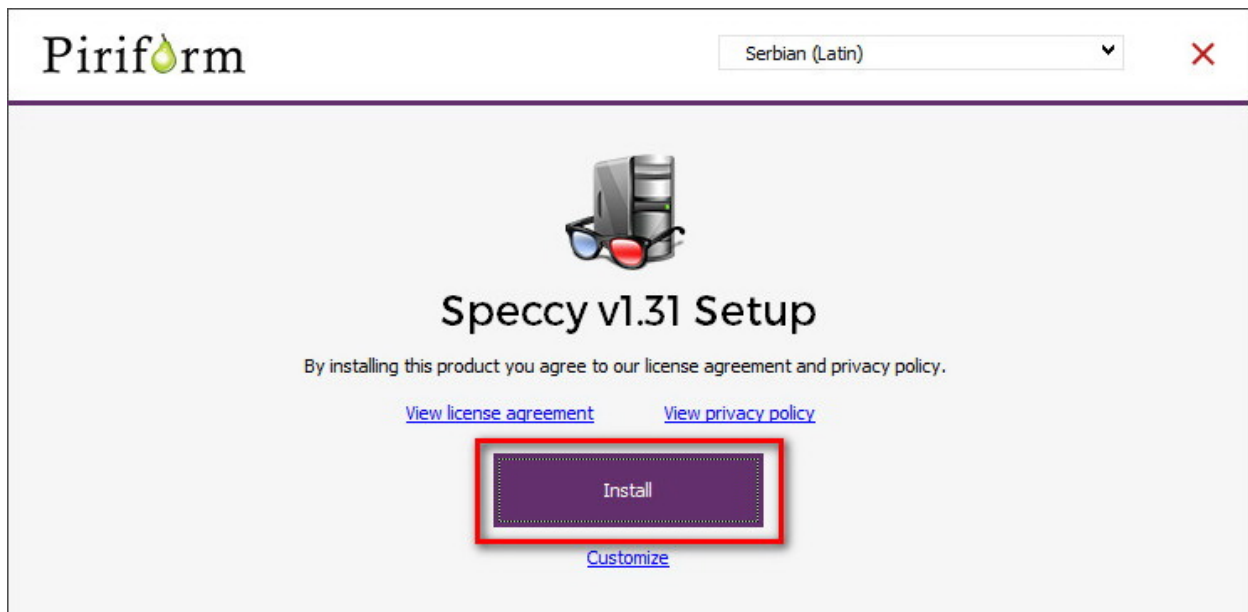 Piriform
Serbian (Latin)
Speccy v1.31 Setup
By installing this product you agree to our license agreement and privacy policy.
View license agreement View privacy policy
Install
Customize